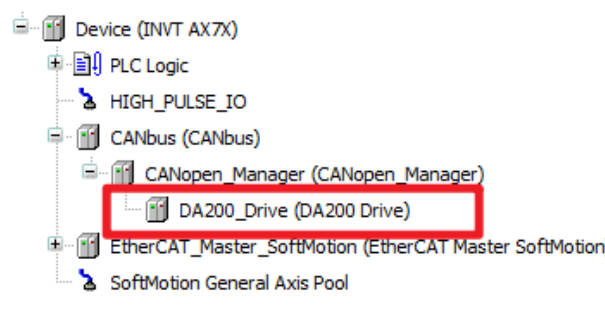 Device (INVT AX7X)
PLC Logic
HIGH_PULSE_IO
CANbus (CANbus)
CANopen_Manager (CANopen_Manager)
DA200_Drive (DA200 Drive)
EtherCAT_Master_SoftMotion (EtherCAT Master SoftMotion
SoftMotion General Axis Pool